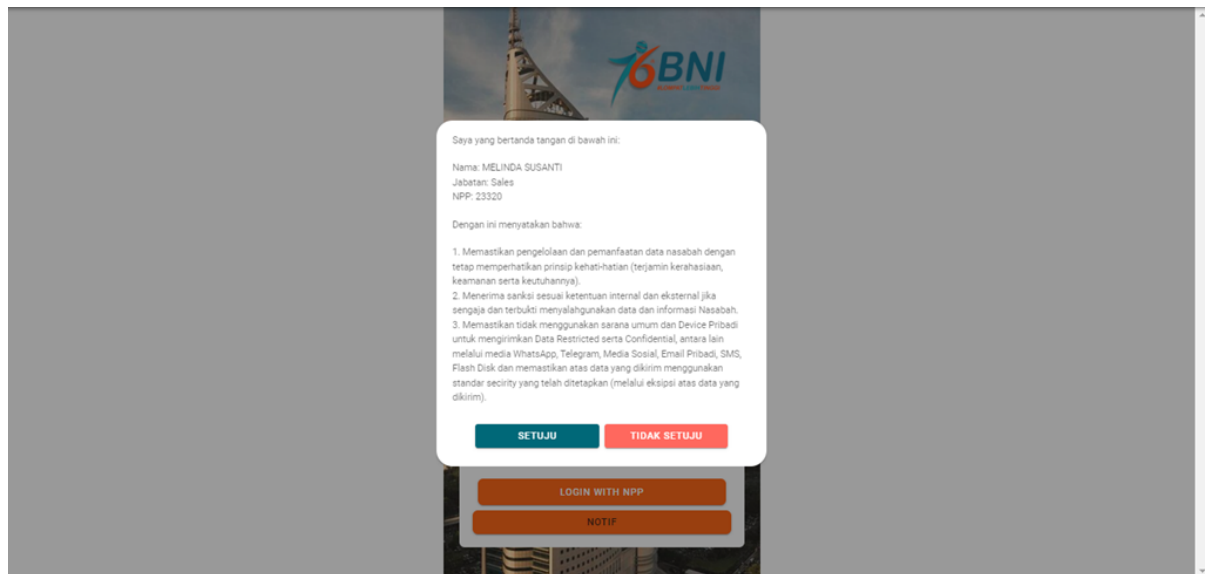 76 BNI
Saya yang bertanda tangan di bawah ini:
Nama: MELINDA SUSANTI
Jabatan: Sales
NPP: 23320
Dengan ini menyatakan bahwa:
1. Memastikan pengelolaan dan pemanfaatan data nasabah dengan
tetap memperhatikan prinsip kehati-hatian (terjamin kerahasiaan,
keamanan serta keutuhannya).
2. Menerima sanksi sesuai ketentuan internal dan eksternal jika
sengaja dan terbukti menyalahgunakan data dan informasi Nasabah.
3. Memastikan tidak menggunakan sarana umum dan Device Pribadi
untuk mengirimkan Data Restricted serta Confidential, antara lain
melalui media WhatsApp, Telegram, Media Sosial, Email Pribadi, SMS,
Flash Disk dan memastikan atas data yang dikirim menggunakan
standar secirity yang telah ditetapkan (melalui eksipsi atas data yang
dikirim).
SETUJU TIDAK SETUJU
LOGIN WITH NPP
NOTIF